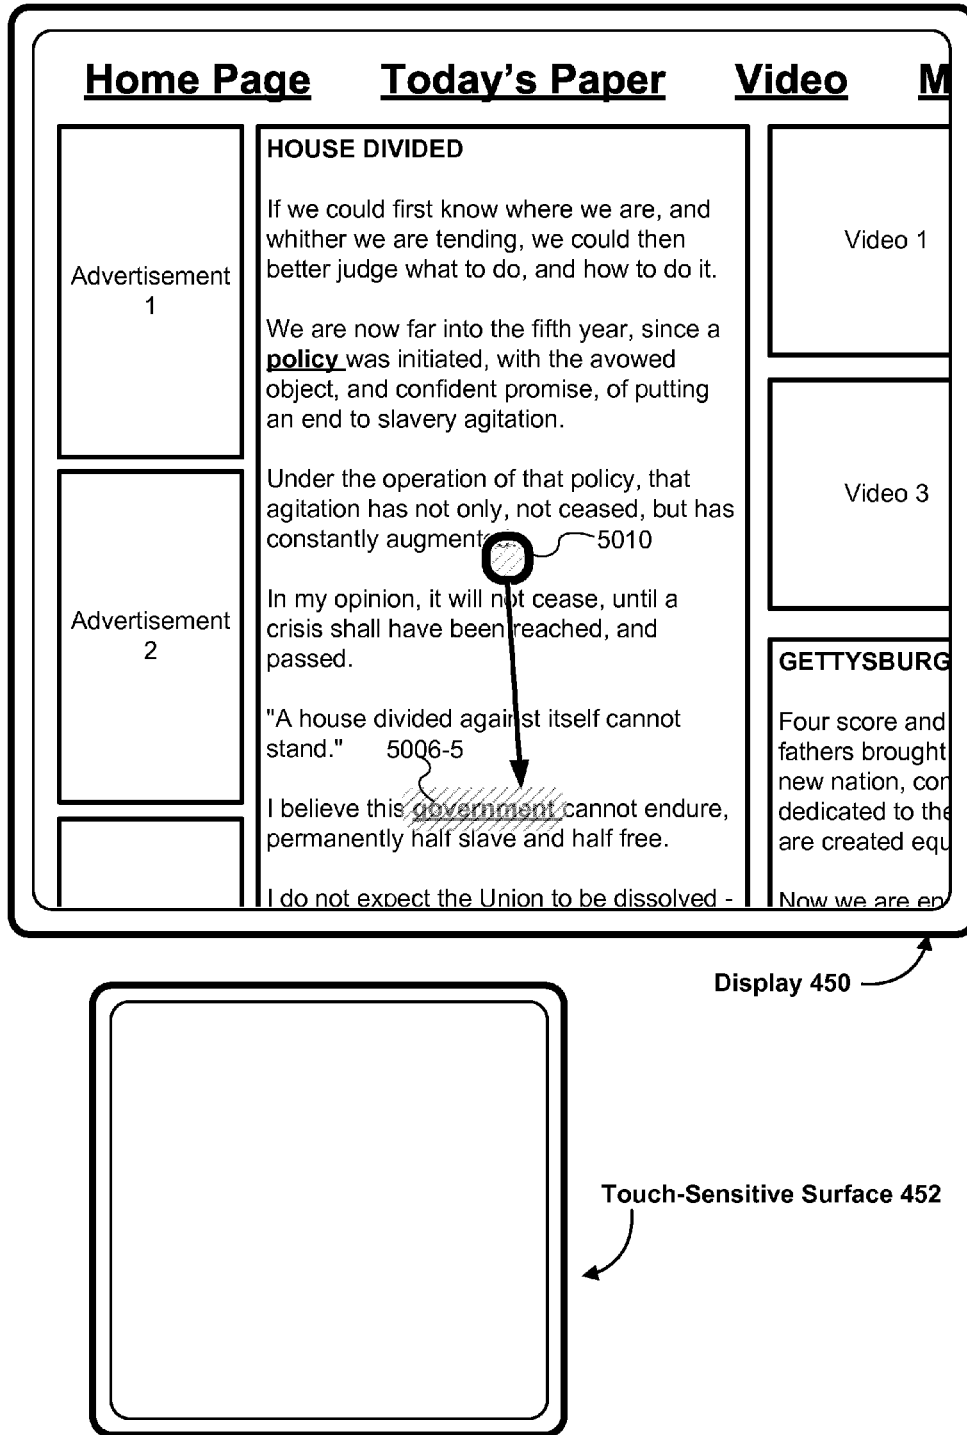 Home Page Today's Paper Video M
Advertisement
1
Advertisement
2
HOUSE DIVIDED
If we could first know where we are, and
whither we are tending, we could then
better judge what to do, and how to do it.
We are now far into the fifth year, since a
policy was initiated, with the avowed
object, and confident promise, of putting
an end to slavery agitation.
Under the operation of that policy, that
agitation has not only, not ceased, but has
constantly augment
5010
In my opinion, it will not cease, until a
crisis shall have been reached, and
passed.
"A house divided against itself cannot
stand."
5006-5
I believe this government cannot endure,
permanently half slave and half free.
I do not expect the Union to be dissolved -
Video 1
Video 3
GETTYSBURG
Four score and
fathers brought
new nation, con
dedicated to the
are created equ
Now we are en
Display 450
Touch-Sensitive Surface 452